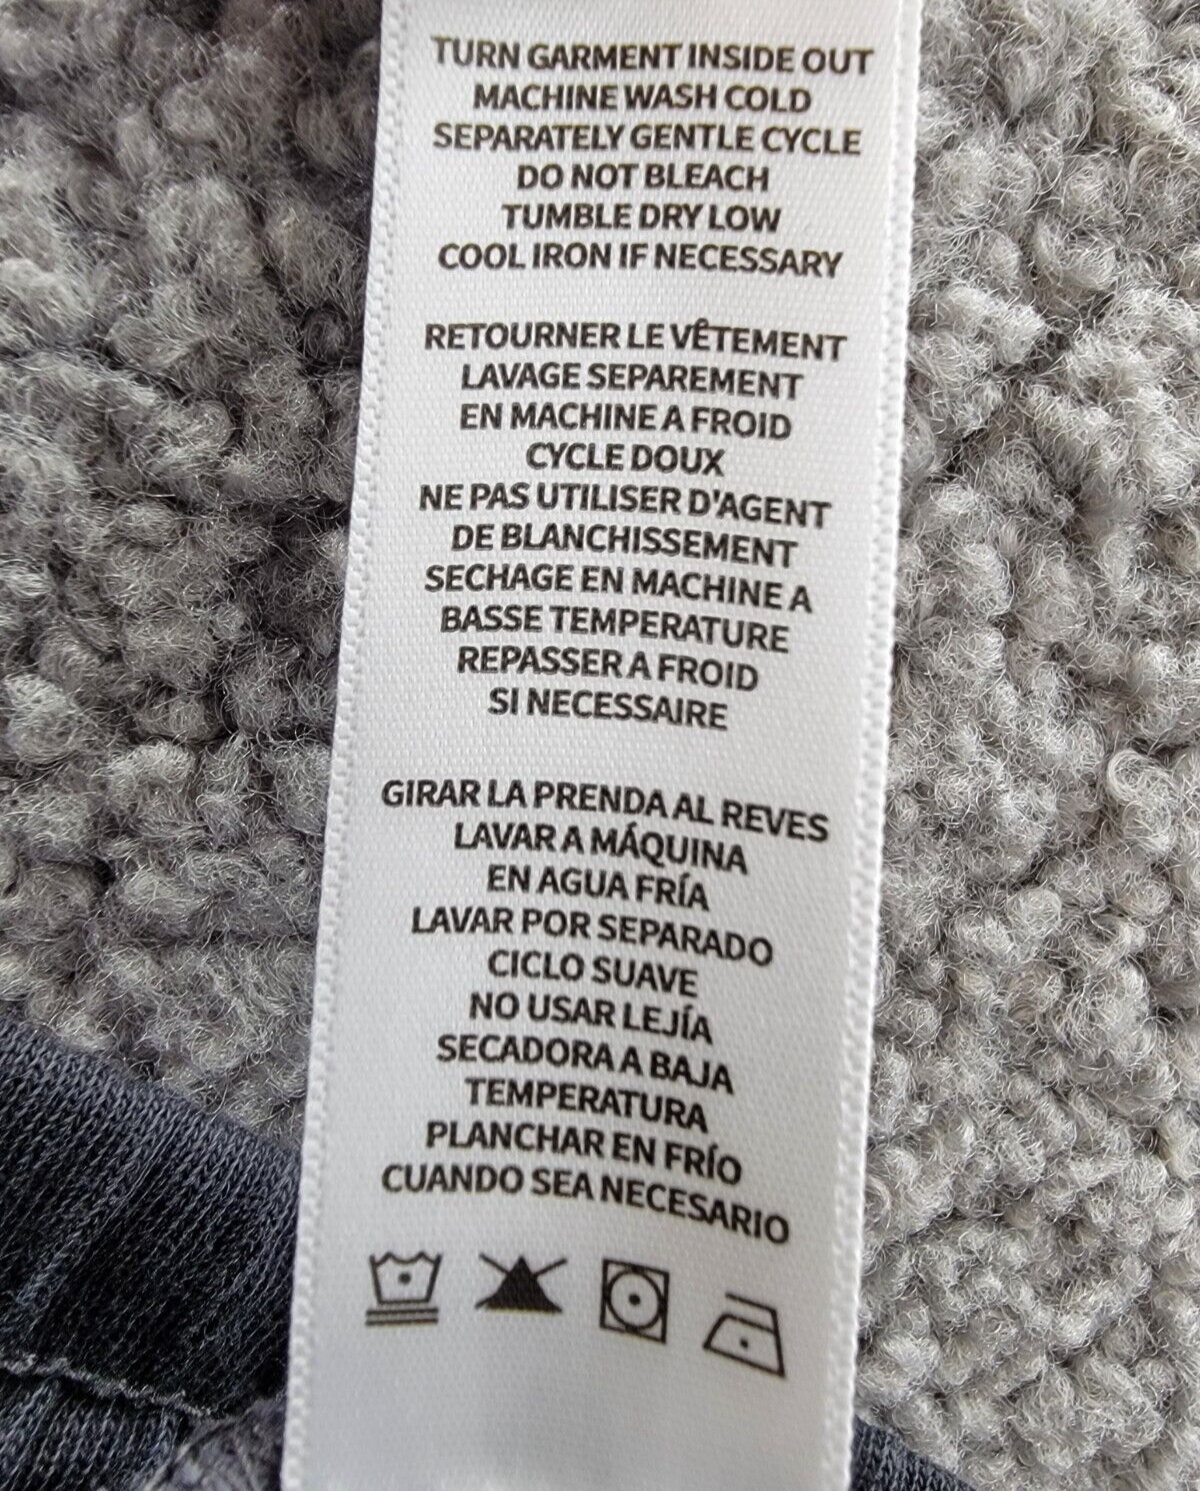 TURN GARMENT INSIDE OUT
MACHINE WASH COLD
SEPARATELY GENTLE CYCLE
DO NOT BLEACH
TUMBLE DRY LOW
COOL IRON IF NECESSARY
RETOURNER LE VÊTEMENT
LAVAGE SEPAREMENT
EN MACHINE A FROID
CYCLE DOUX
NE PAS UTILISER D'AGENT
DE BLANCHISSEMENT
SECHAGE EN MACHINE A
BASSE TEMPERATURE
REPASSER A FROID
SI NECESSAIRE
GIRAR LA PRENDA AL REVES
LAVAR A MÁQUINA
EN AGUA FRÍA
LAVAR POR SEPARADO
CICLO SUAVE
NO USAR LEJÍA
SECADORA A BAJA
TEMPERATURA
PLANCHAR EN FRÍO
CUANDO SEA NECESARIO